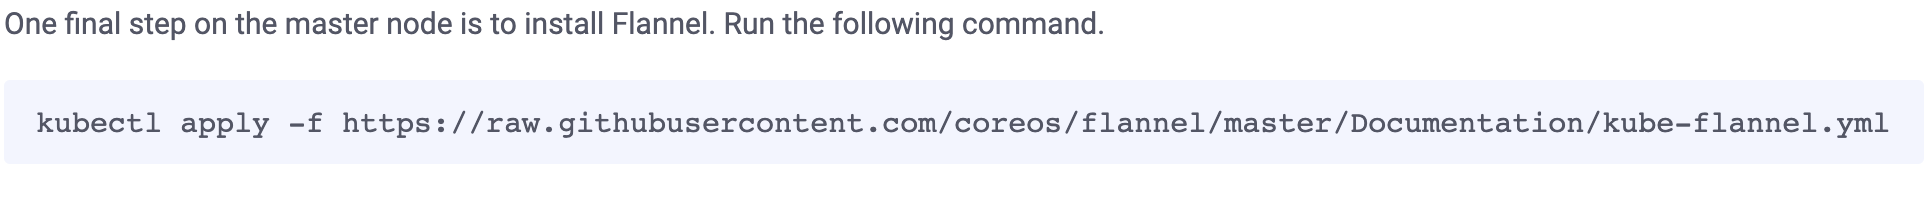 One final step on the master node is to install Flannel. Run the following command.
kubectl apply -f https://raw.githubusercontent.com/coreos/flannel/master/Documentation/kube-flannel.yml